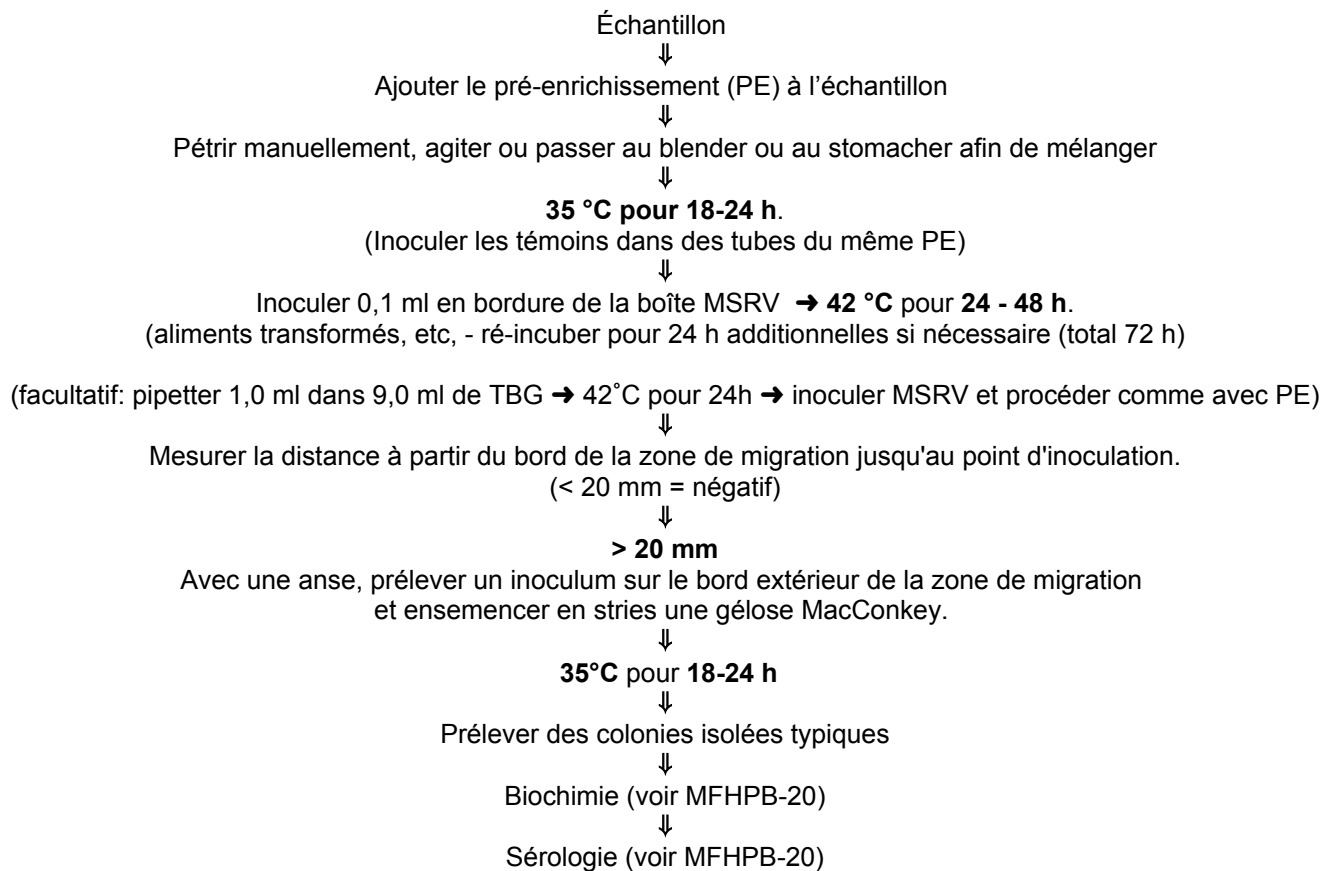 Échantillon
⇓
Ajouter le pré-enrichissement (PE) à l’échantillon
⇓
Pétrir manuellement, agiter ou passer au blender ou au stomacher afin de mélanger
⇓
35 °C pour 18-24 h.
(Inoculer les témoins dans des tubes du même PE)
⇓
Inoculer 0,1 ml en bordure de la boîte MSRV ➜ 42 °C pour 24 - 48 h.
(aliments transformés, etc, - ré-incuber pour 24 h additionnelles si nécessaire (total 72 h)
(facultatif: pipetter 1,0 ml dans 9,0 ml de TBG ➜ 42˚C pour 24h ➜ inoculer MSRV et procéder comme avec PE)
⇓
Mesurer la distance à partir du bord de la zone de migration jusqu'au point d'inoculation.
(< 20 mm = négatif)
⇓
> 20 mm
Avec une anse, prélever un inoculum sur le bord extérieur de la zone de migration
et ensemencer en stries une gélose MacConkey.
⇓
35°C pour 18-24 h
⇓
Prélever des colonies isolées typiques
⇓
Biochimie (voir MFHPB-20)
⇓
Sérologie (voir MFHPB-20)